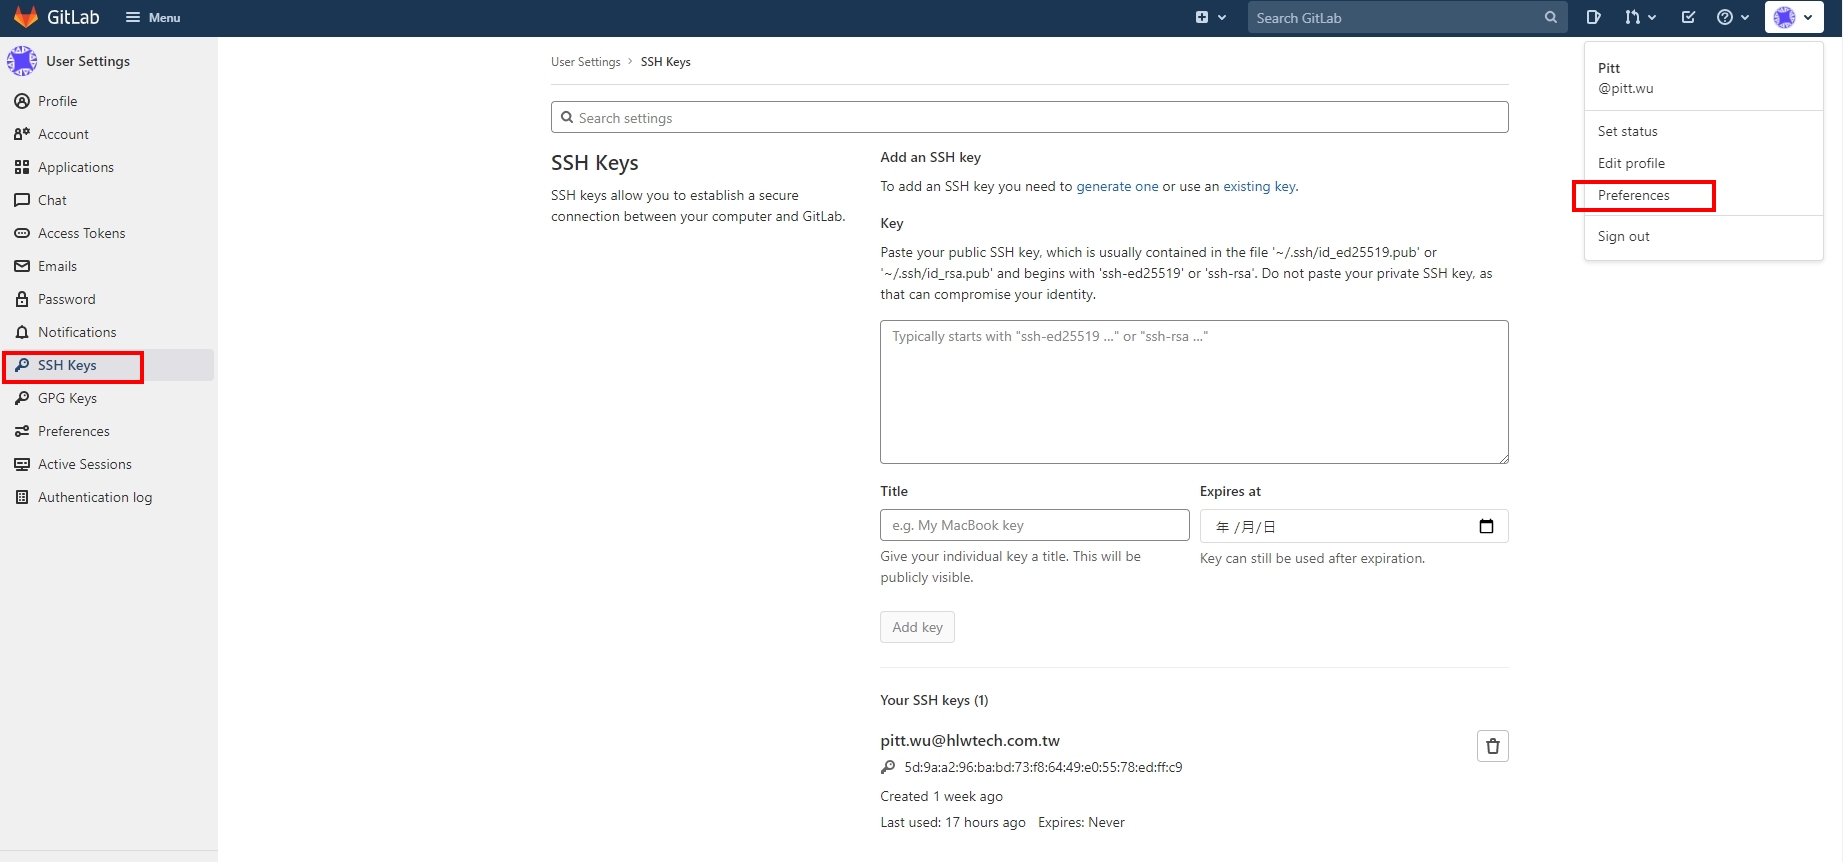 GitLab
Menu
Search GitLab
User Settings
Profile
Account
Applications
Chat
Access Tokens
Emails
Password
Notifications
SSH Keys
GPG Keys
Preferences
Active Sessions
Authentication log
User Settings › SSH Keys
Search settings
SSH Keys
SSH keys allow you to establish a secure
connection between your computer and GitLab.
Add an SSH key
To add an SSH key you need to generate one or use an existing key.
Key
Paste your public SSH key, which is usually contained in the file '~/.ssh/id_ed25519.pub' or
'~/.ssh/id_rsa.pub' and begins with 'ssh-ed25519' or 'ssh-rsa'. Do not paste your private SSH key, as
that can compromise your identity.
Typically starts with "ssh-ed25519 ..." or "ssh-rsa ..."
Title
Expires at
e.g. My MacBook key
年 /月/日
Give your individual key a title. This will be
publicly visible.
Key can still be used after expiration.
Add key
Your SSH keys (1)
pitt.wu@hlwtech.com.tw
5d:9a:a2:96:ba:bd:73:f8:64:49:e0:55:78:ed:ff:c9
Created 1 week ago
Last used: 17 hours ago Expires: Never
Pitt
@pitt.wu
Set status
Edit profile
Preferences
Sign out